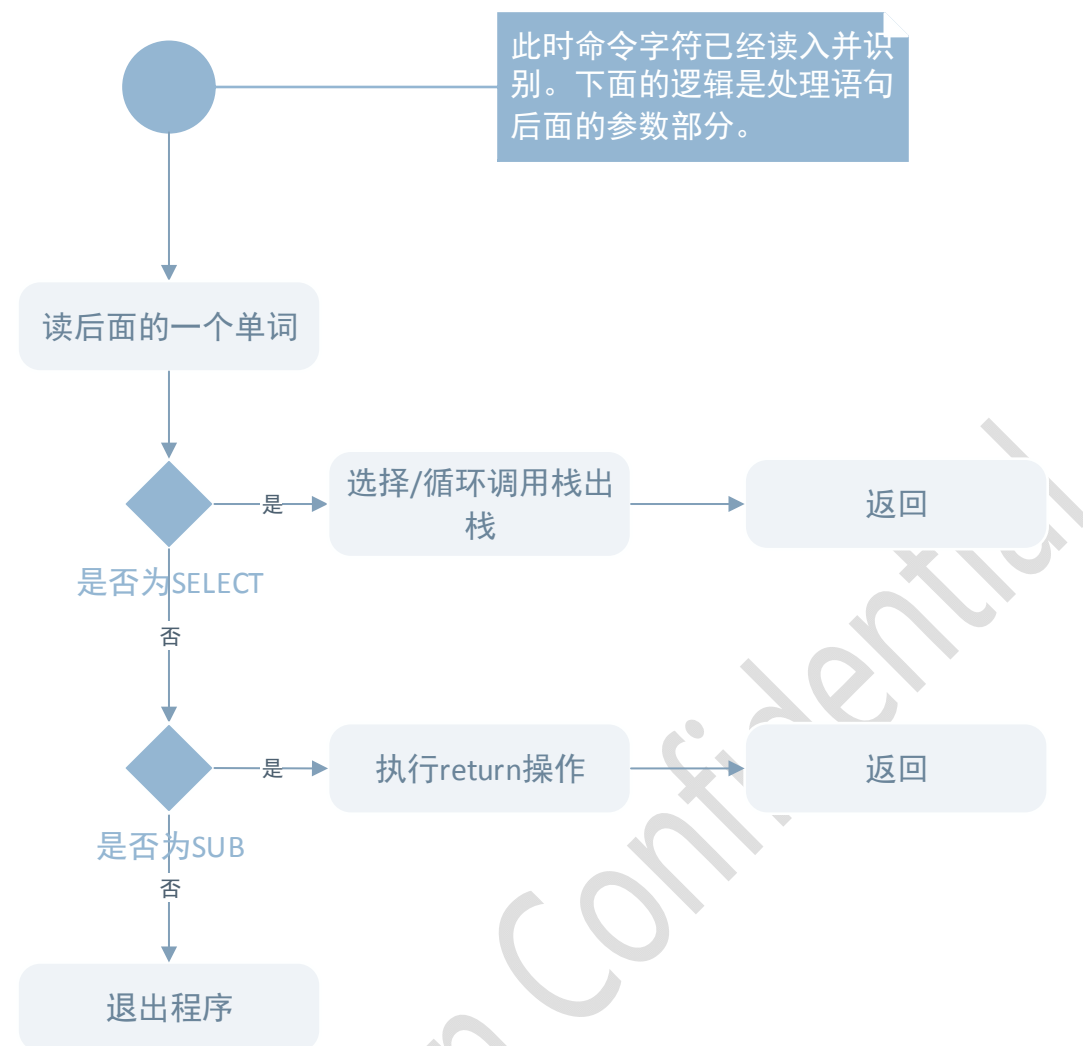 此时命令字符已经读入并识
别。下面的逻辑是处理语句
后面的参数部分。
读后面的一个单词
是
选择/循环调用栈出
栈
返回
是否为SELECT
否
是
执行return操作
返回
是否为SUB
否
退出程序
Confidential